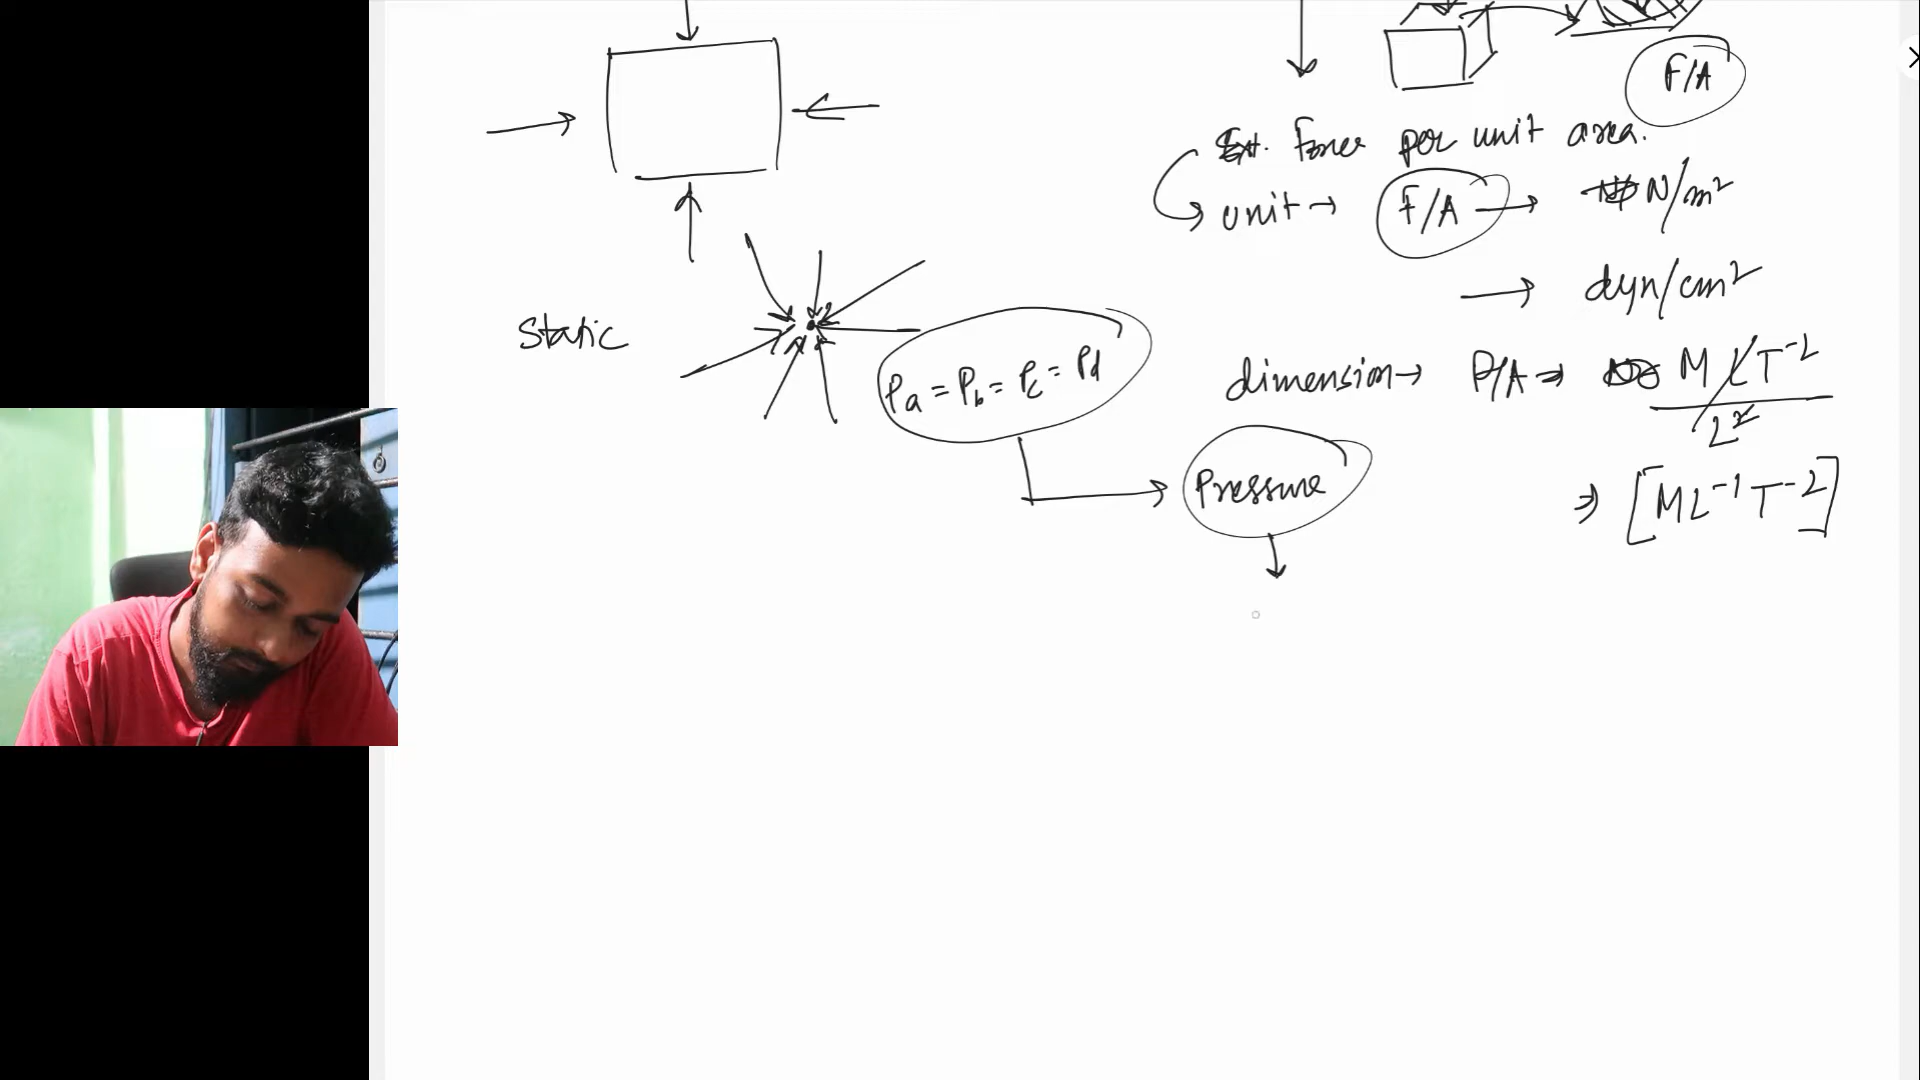 F/A
Ext. Force per unit area.
unit → F/A → N/m²
→ dyn/cm²
Static
Pa = Pb = Pc = Pd
dimension → F/A ⇒ M L T⁻²
L²
Pressure
⇒ [ML⁻¹T⁻²]